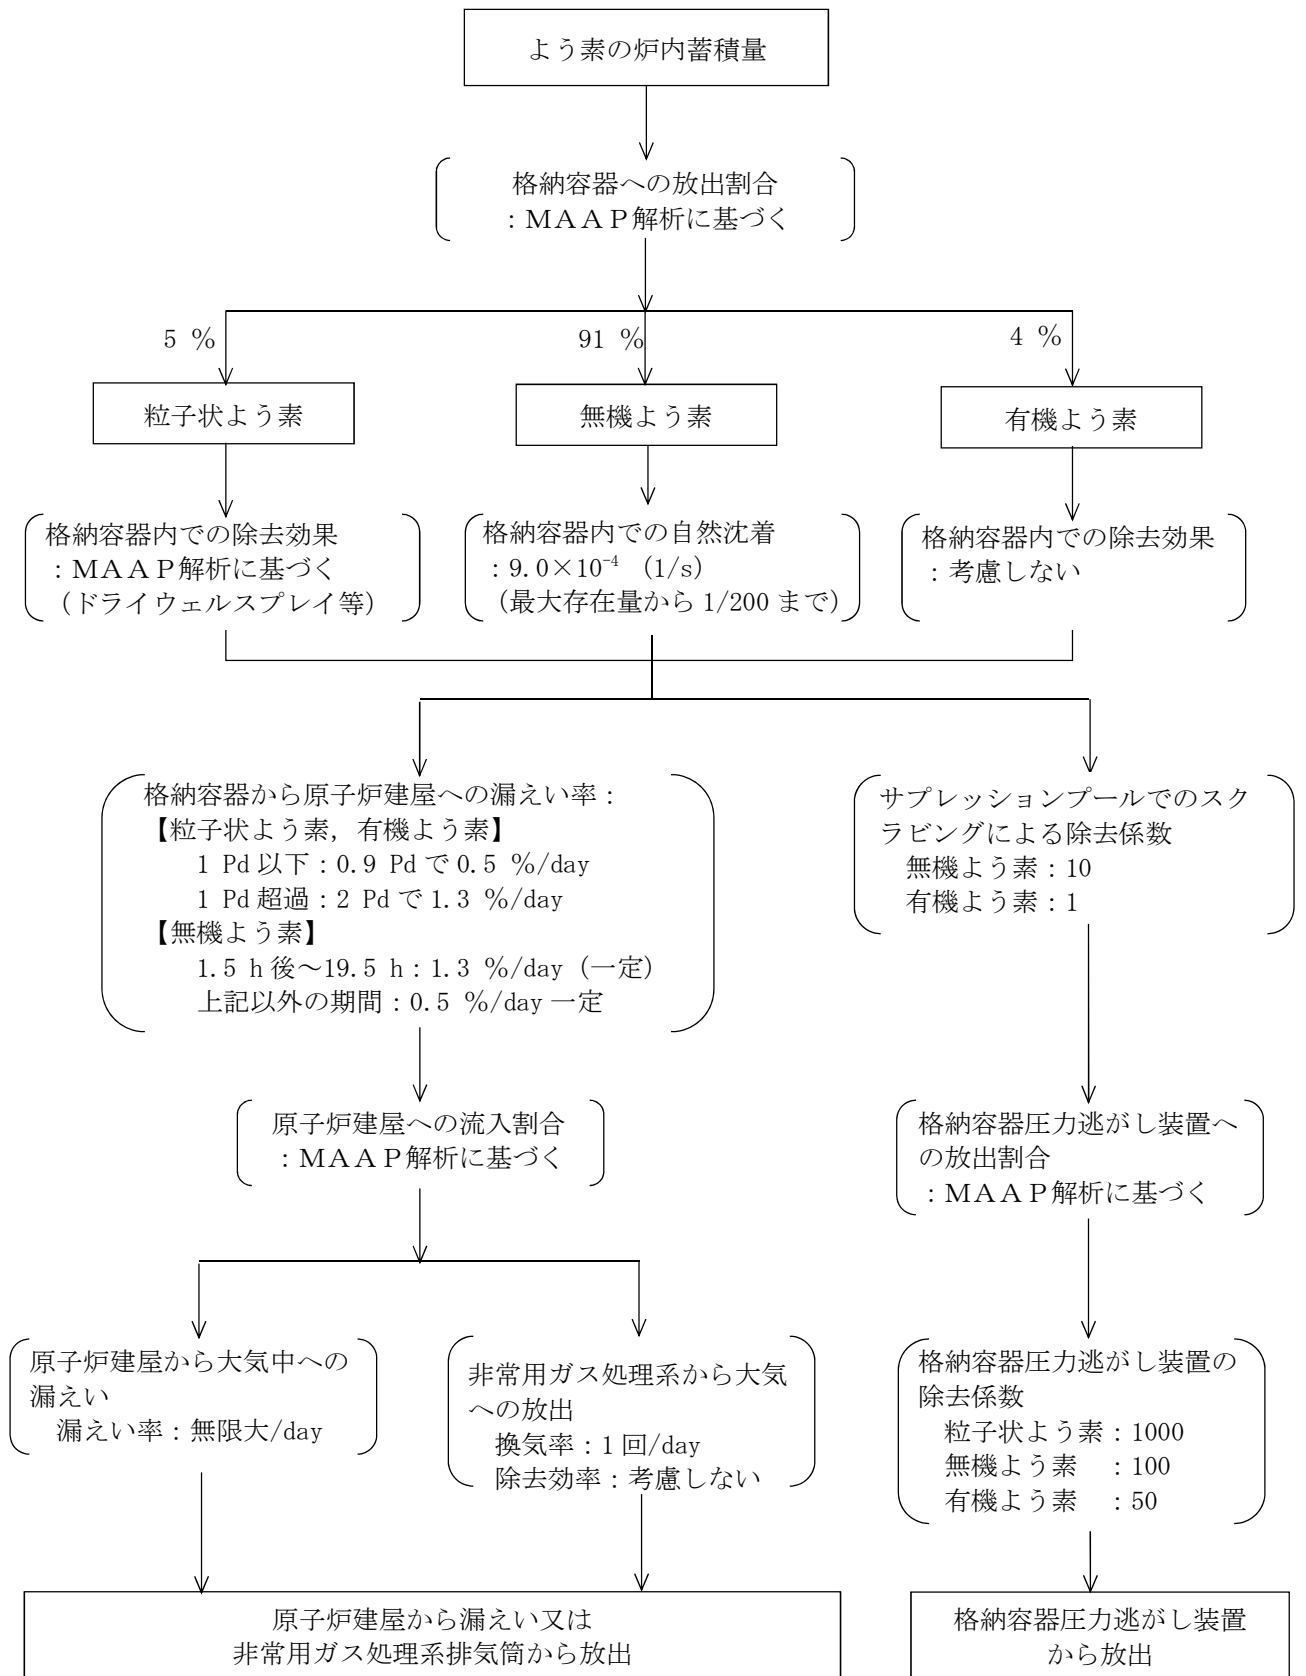 よう素の炉内蓄積量
格納容器への放出割合
：ＭＡＡＰ解析に基づく
5 %
91 %
4 %
粒子状よう素
無機よう素
有機よう素
格納容器内での除去効果
：ＭＡＡＰ解析に基づく
（ドライウェルスプレイ等）
格納容器内での自然沈着
：9.0×10⁻⁴ (1/s)
（最大存在量から 1/200 まで）
格納容器内での除去効果
：考慮しない
格納容器から原子炉建屋への漏えい率：
【粒子状よう素，有機よう素】
1 Pd 以下：0.9 Pd で 0.5 %/day
1 Pd 超過：2 Pd で 1.3 %/day
【無機よう素】
1.5 h 後～19.5 h：1.3 %/day（一定）
上記以外の期間：0.5 %/day 一定
サプレッションプールでのスク
ラビングによる除去係数
無機よう素：10
有機よう素：1
原子炉建屋への流入割合
：ＭＡＡＰ解析に基づく
格納容器圧力逃がし装置へ
の放出割合
：ＭＡＡＰ解析に基づく
原子炉建屋から大気中への
漏えい
漏えい率：無限大/day
非常用ガス処理系から大気
への放出
換気率：1 回/day
除去効率：考慮しない
格納容器圧力逃がし装置の
除去係数
粒子状よう素：1000
無機よう素　：100
有機よう素　：50
原子炉建屋から漏えい又は
非常用ガス処理系排気筒から放出
格納容器圧力逃がし装置
から放出